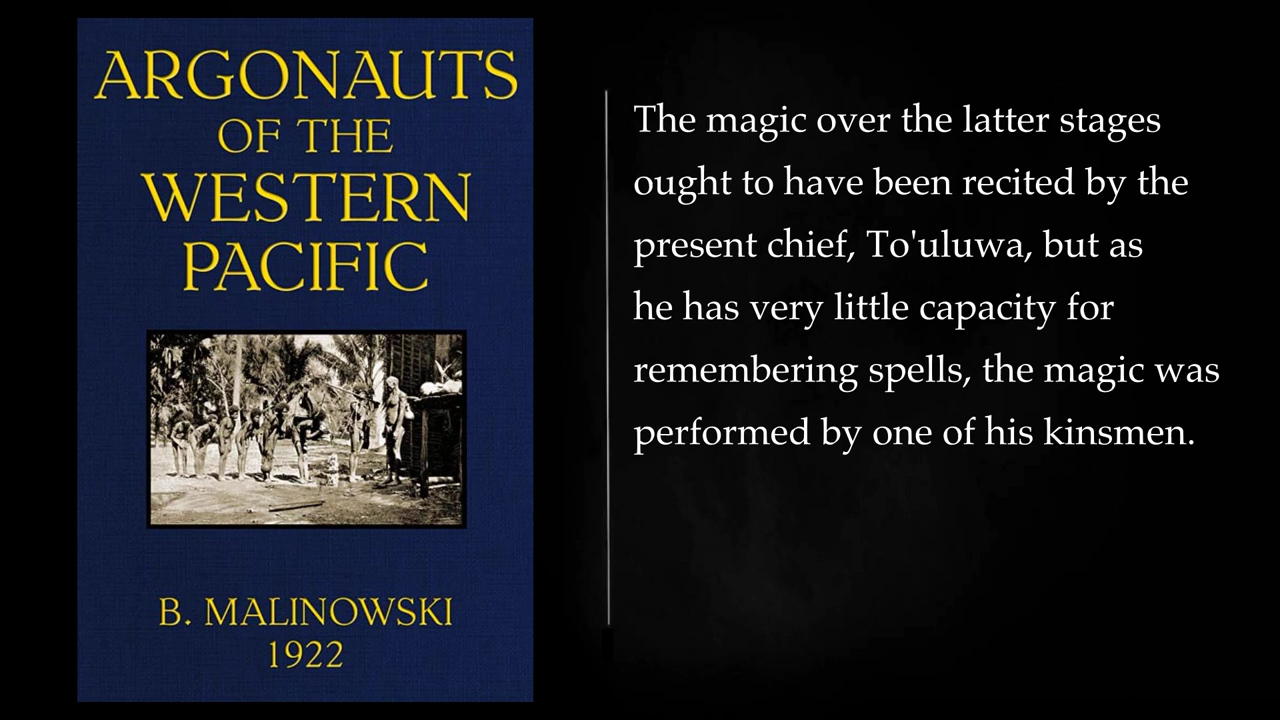 ARGONAUTS
OF THE
WESTERN
PACIFIC
B. MALINOWSKI
1922
The magic over the latter stages
ought to have been recited by the
present chief, To'uluwa, but as
he has very little capacity for
remembering spells, the magic was
performed by one of his kinsmen.